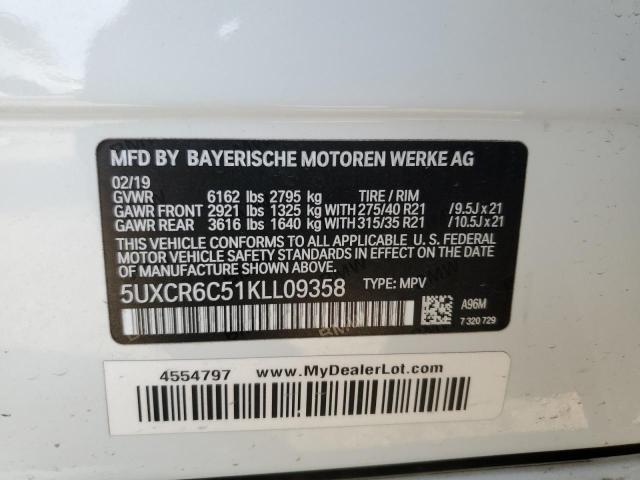 MFD BY BAYERISCHE MOTOREN WERKE AG
02/19
GVWR 6162 lbs 2795 kg TIRE / RIM
GAWR FRONT 2921 lbs 1325 kg WITH 275/40 R21 /9.5J x 21
GAWR REAR 3616 lbs 1640 kg WITH 315/35 R21 /10.5J x 21
THIS VEHICLE CONFORMS TO ALL APPLICABLE U. S. FEDERAL
MOTOR VEHICLE SAFETY STANDARDS IN EFFECT ON THE
DATE OF MANUFACTURE SHOWN ABOVE.
5UXCR6C51KLL09358 TYPE: MPV
A96M
7 320 729
4554797 www.MyDealerLot.com